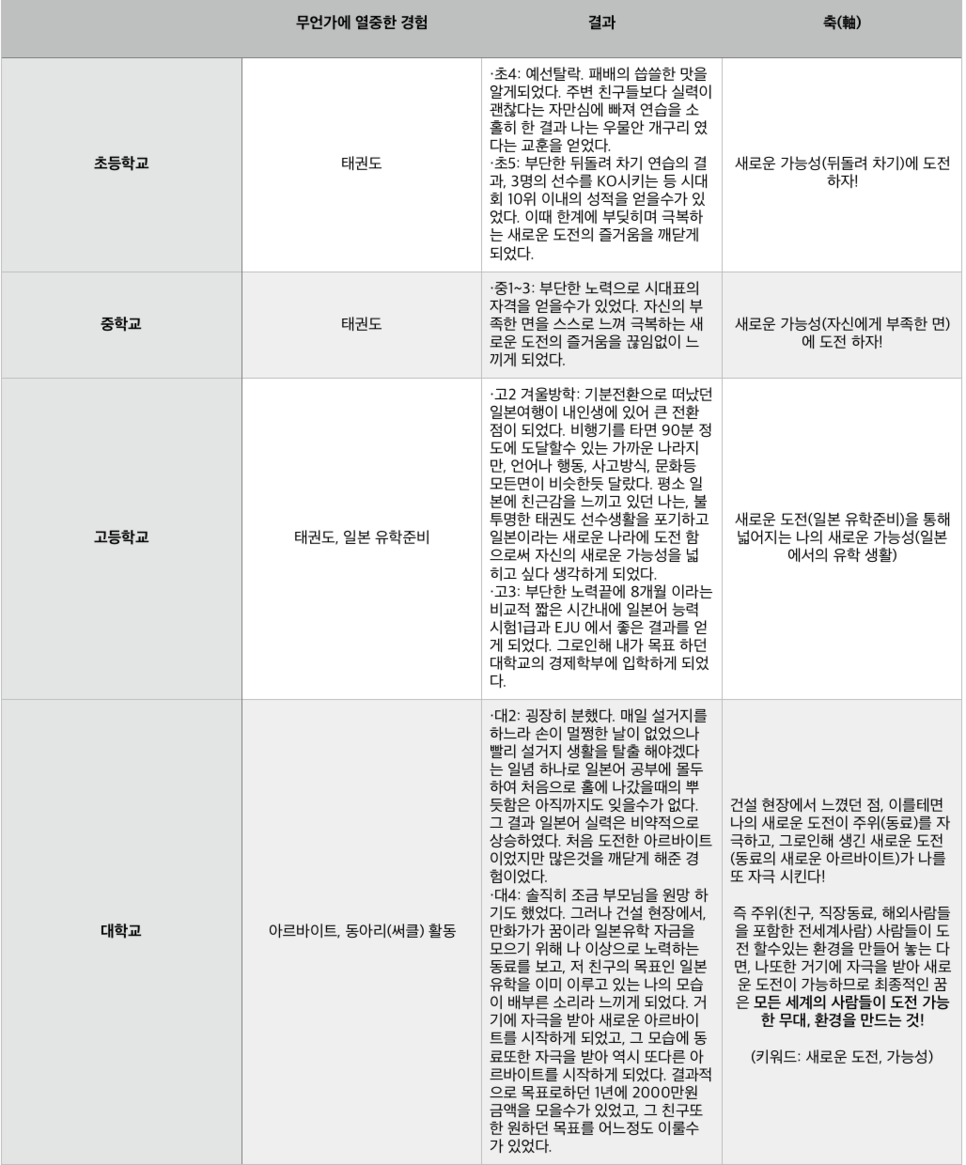 무언가에 열중한 경험
결과
축(軸)
초등학교
태권도
·초4: 예선탈락. 패배의 씁쓸한 맛을
알게되었다. 주변 친구들보다 실력이
괜찮다는 자만심에 빠져 연습을 소
홀히 한 결과 나는 우물안 개구리 였
다는 교훈을 얻었다.
·초5: 부단한 뒤돌려 차기 연습의 결
과, 3명의 선수를 KO시키는 등 시대
회 10위 이내의 성적을 얻을수가 있
었다. 이때 한계에 부딪히며 극복하
는 새로운 도전의 즐거움을 깨닫게
되었다.
새로운 가능성(뒤돌려 차기)에 도전
하자!
중학교
태권도
·중1~3: 부단한 노력으로 시대표의
자격을 얻을수가 있었다. 자신의 부
족한 면을 스스로 느껴 극복하는 새
로운 도전의 즐거움을 끊임없이 느
끼게 되었다.
새로운 가능성(자신에게 부족한 면)
에 도전 하자!
고등학교
태권도, 일본 유학준비
·고2 겨울방학: 기분전환으로 떠났던
일본여행이 내인생에 있어 큰 전환
점이 되었다. 비행기를 타면 90분 정
도에 도달할수 있는 가까운 나라지
만, 언어나 행동, 사고방식, 문화등
모든면이 비슷한듯 달랐다. 평소 일
본에 친근감을 느끼고 있던 나는, 불
투명한 태권도 선수생활을 포기하고
일본이라는 새로운 나라에 도전 함
으로써 자신의 새로운 가능성을 넓
히고 싶다 생각하게 되었다.
·고3: 부단한 노력끝에 8개월 이라는
비교적 짧은 시간내에 일본어 능력
시험1급과 EJU 에서 좋은 결과를 얻
게 되었다. 그로인해 내가 목표 하던
대학교의 경제학부에 입학하게 되었
다.
새로운 도전(일본 유학준비)을 통해
넓어지는 나의 새로운 가능성(일본
에서의 유학 생활)
대학교
아르바이트, 동아리(써클) 활동
·대2: 굉장히 분했다. 매일 설거지를
하느라 손이 멀쩡한 날이 없었으나
빨리 설거지 생활을 탈출 해야겠다
는 일념 하나로 일본어 공부에 몰두
하여 처음으로 홀에 나갔을때의 뿌
듯함은 아직까지도 잊을수가 없다.
그 결과 일본어 실력은 비약적으로
상승하였다. 처음 도전한 아르바이트
이었지만 많은것을 깨닫게 해준 경
험이었다.
·대4: 솔직히 조금 부모님을 원망 하
기도 했었다. 그러나 건설 현장에서,
만화가가 꿈이라 일본유학 자금을
모으기 위해 나 이상으로 노력하는
동료를 보고, 저 친구의 목표인 일본
유학을 이미 이루고 있는 나의 모습
이 배부른 소리라 느끼게 되었다. 거
기에 자극을 받아 새로운 아르바이
트를 시작하게 되었고, 그 모습에 동
료또한 자극을 받아 역시 또다른 아
르바이트를 시작하게 되었다. 결과적
으로 목표로하던 1년에 2000만원
금액을 모을수가 있었고, 그 친구또
한 원하던 목표를 어느정도 이룰수
가 있었다.
건설 현장에서 느꼈던 점, 이를테면
나의 새로운 도전이 주위(동료)를 자
극하고, 그로인해 생긴 새로운 도전
(동료의 새로운 아르바이트)가 나를
또 자극 시킨다!
즉 주위(친구, 직장동료, 해외사람들
을 포함한 전세계사람) 사람들이 도
전 할수있는 환경을 만들어 놓는 다
면, 나또한 거기에 자극을 받아 새로
운 도전이 가능하므로 최종적인 꿈
은 모든 세계의 사람들이 도전 가능
한 무대, 환경을 만드는 것!
(키워드: 새로운 도전, 가능성)